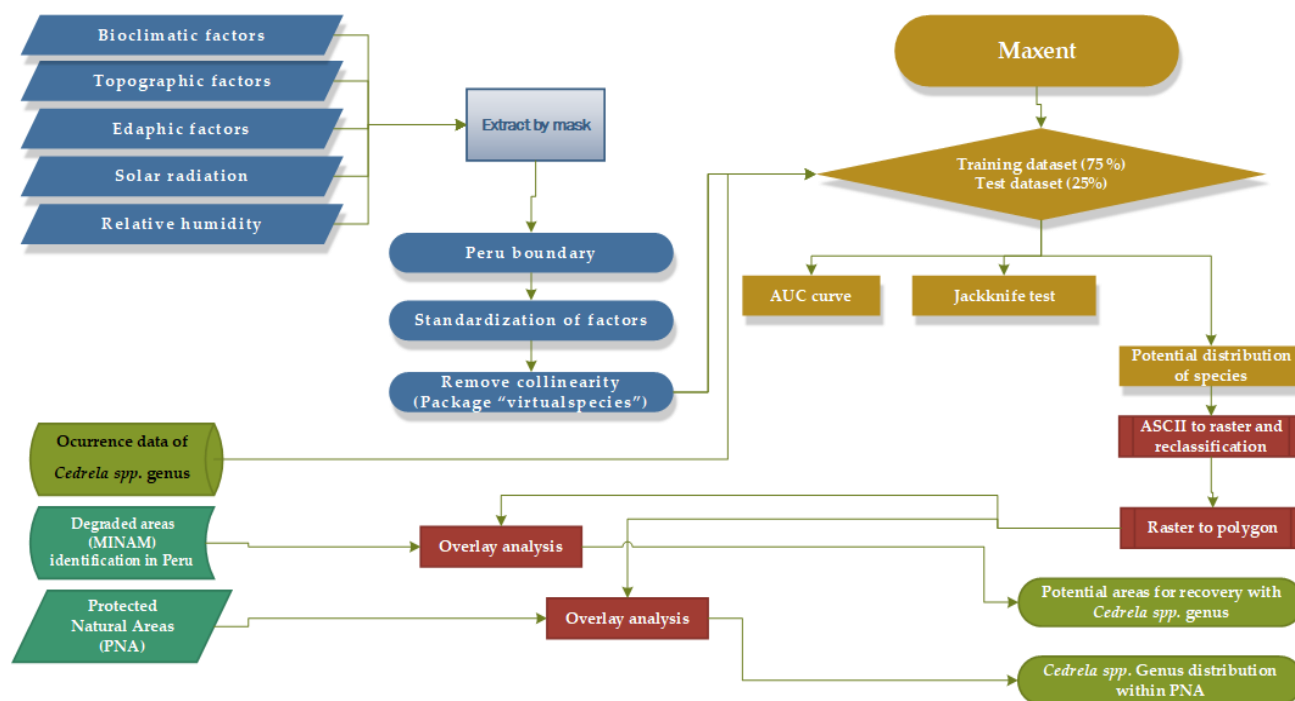 Bioclimatic factors
Topographic factors
Edaphic factors
Solar radiation
Relative humidity
Extract by mask
Peru boundary
Standardization of factors
Remove collinearity
(Package "virtualspecies")
Maxent
Training dataset (75%)
Test dataset (25%)
AUC curve
Jackknife test
Potential distribution
of species
ASCII to raster and
reclassification
Raster to polygon
Ocurrence data of
Cedrela spp. genus
Degraded areas
(MINAM)
identification in Peru
Overlay analysis
Protected
Natural Areas
(PNA)
Overlay analysis
Potential areas for recovery with
Cedrela spp. genus
Cedrela spp. Genus distribution
within PNA